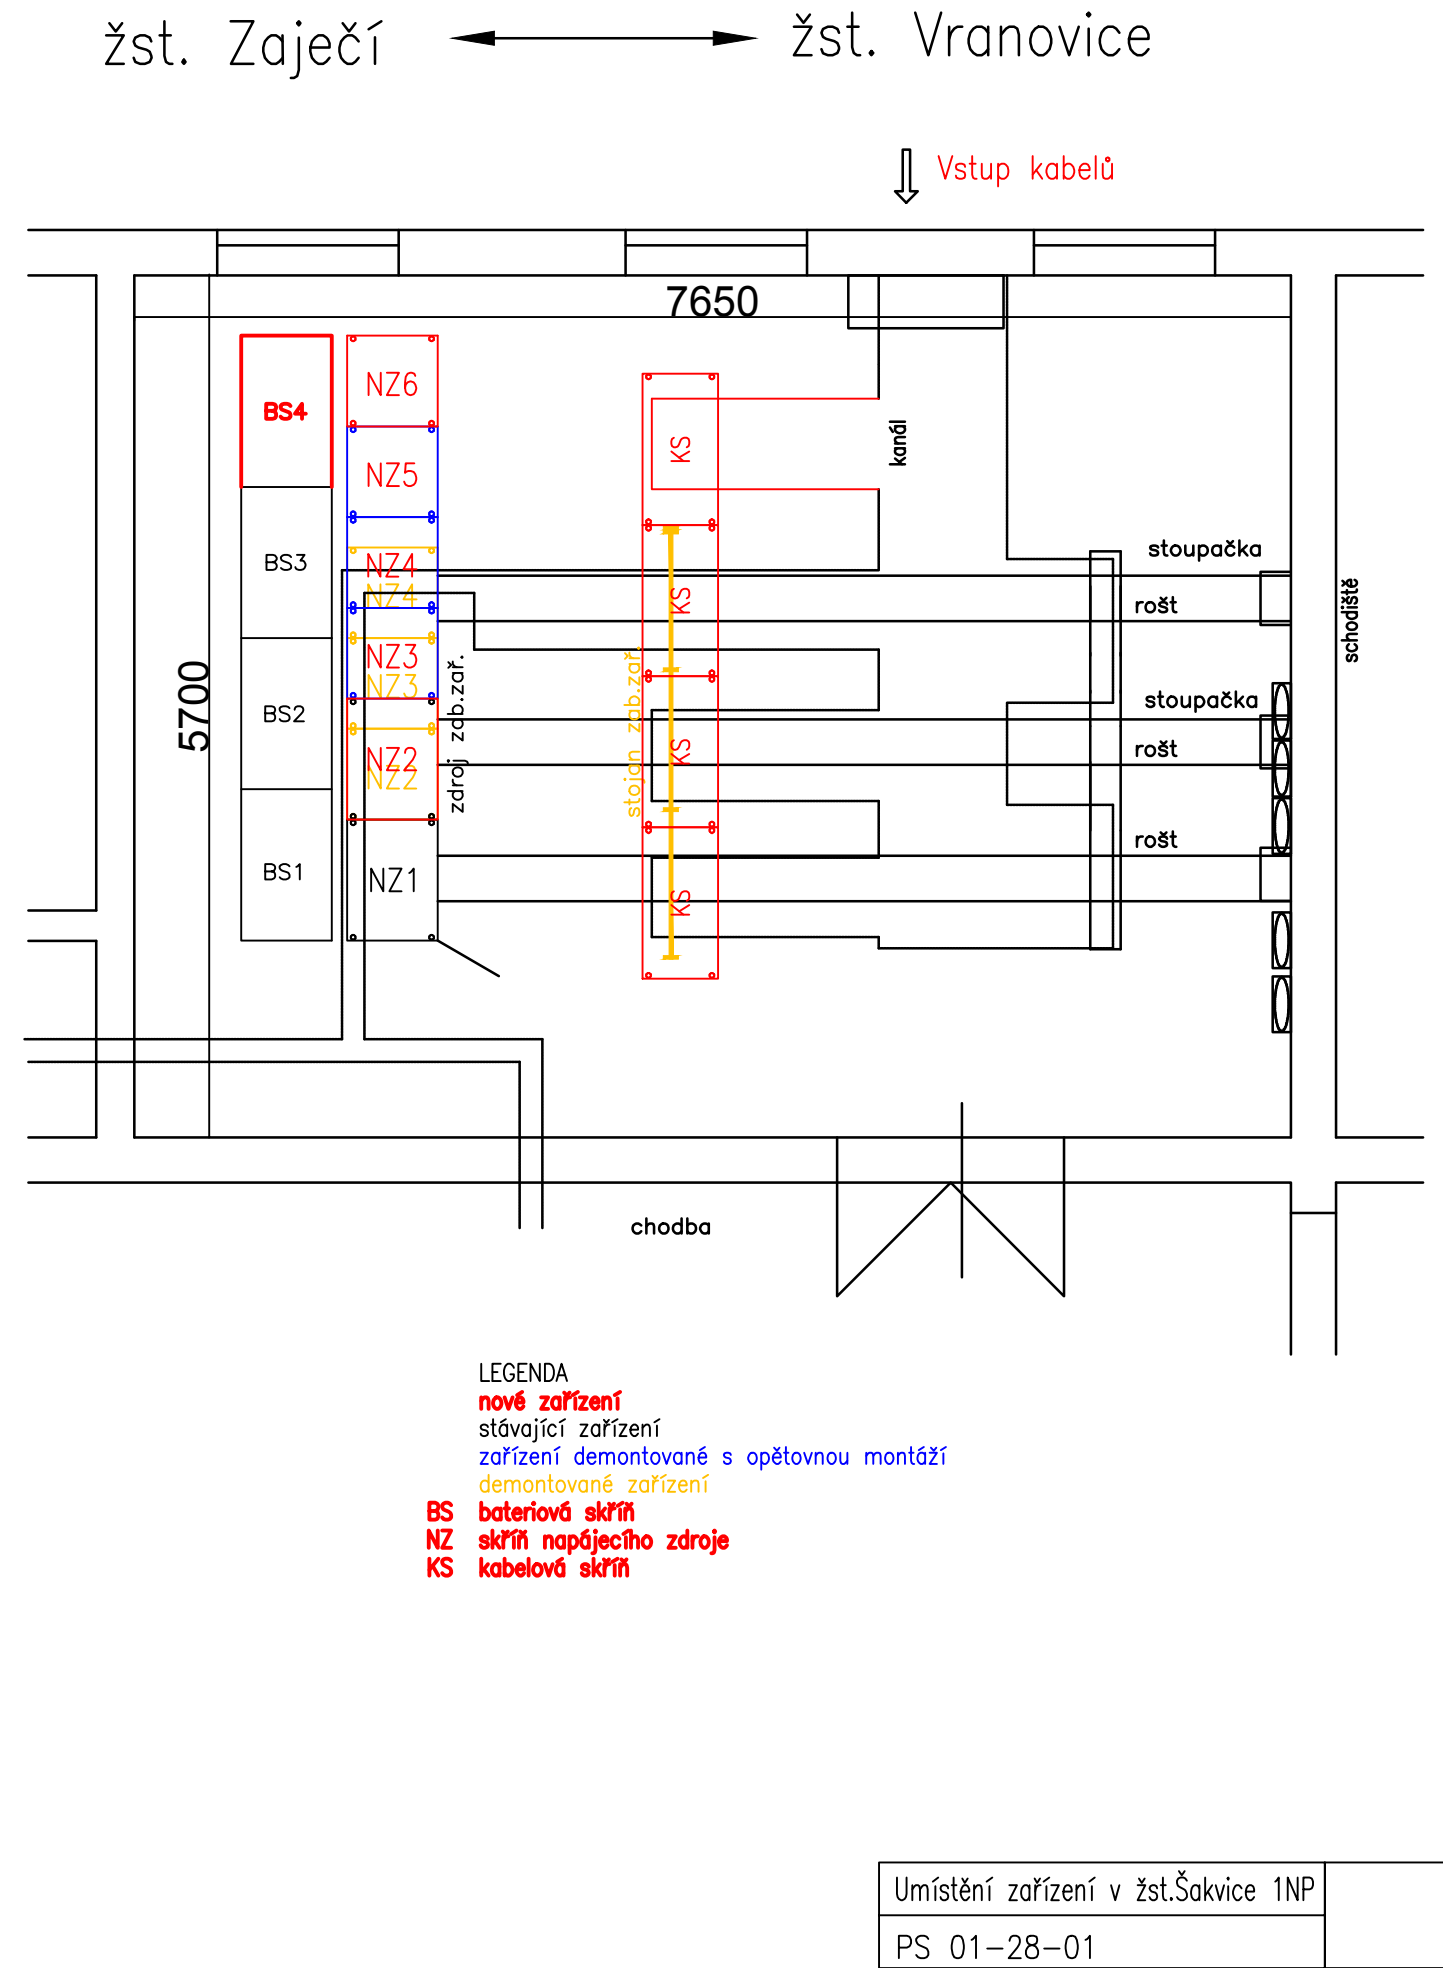 žst. Zaječí
žst. Vranovice
Vstup kabelů
7650
BS4
NZ6
NZ5
KS
kanál
BS3
NZ4
NZ4
KS
stoupačka
rošt
schodiště
5700
NZ3
NZ3
zdroj zab.zař.
stojan zab.zař.
BS2
NZ2
NZ2
KS
stoupačka
rošt
rošt
BS1
NZ1
KS
chodba
LEGENDA
nové zařízení
stávající zařízení
zařízení demontované s opětovnou montáží
demontované zařízení
BS bateriová skříň
NZ skříň napájecího zdroje
KS kabelová skříň
Umístění zařízení v žst.Šakvice 1NP
PS 01-28-01